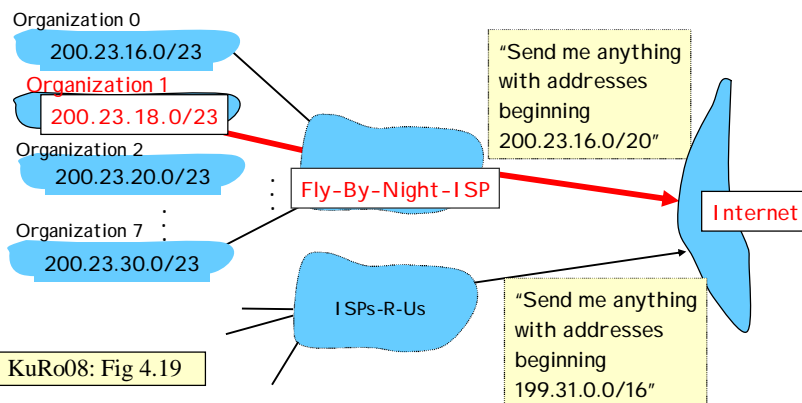 Organization 0
200.23.16.0/23
Organization 1
200.23.18.0/23
Organization 2
200.23.20.0/23
Organization 7
200.23.30.0/23
Fly-By-Night-ISP
"Send me anything
with addresses
beginning
200.23.16.0/20"
Internet
ISPs-R-Us
"Send me anything
with addresses
beginning
199.31.0.0/16"
KuRo08: Fig 4.19